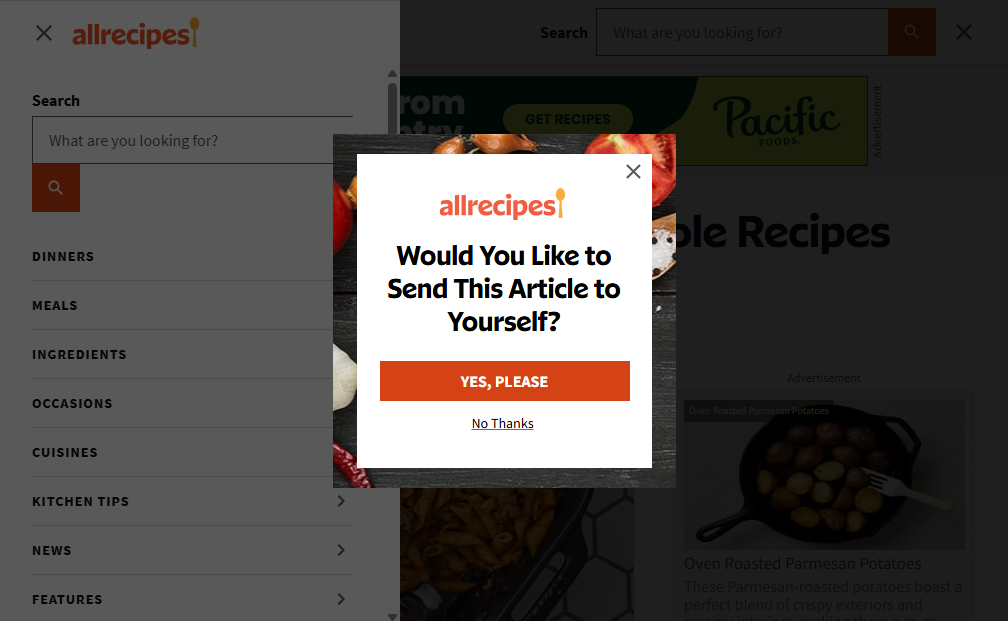 allrecipes
Search
What are you looking for?
DINNERS
MEALS
INGREDIENTS
OCCASIONS
CUISINES
KITCHEN TIPS
NEWS
FEATURES
Search
What are you looking for?
GET RECIPES
Pacific
FOODS
Advertisement
Recipes
allrecipes
Would You Like to
Send This Article to
Yourself?
YES, PLEASE
No Thanks
Advertisement
Oven Roasted Parmesan Potatoes
Oven Roasted Parmesan Potatoes
These Parmesan-roasted potatoes boast a
perfect blend of crispy exteriors and